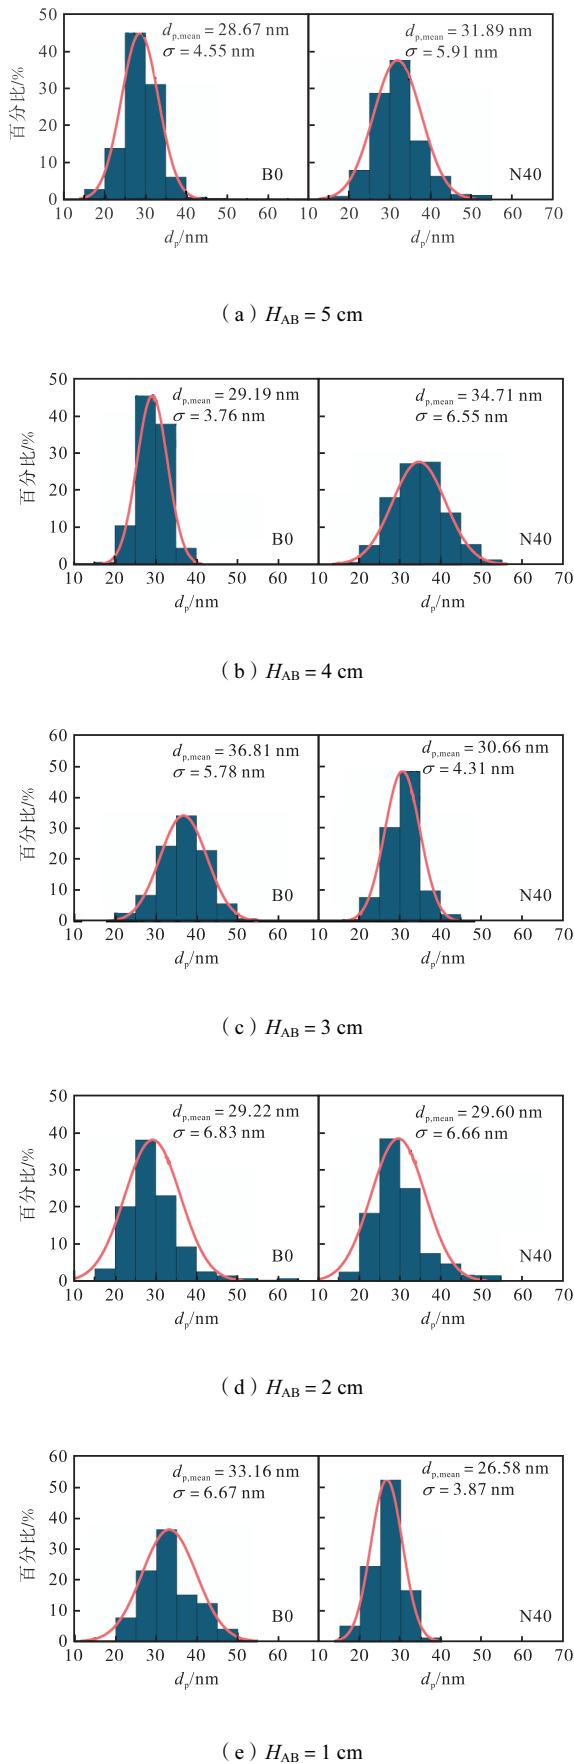 50
40
30
20
10
0
百分比/%
d_p,mean = 28.67 nm
σ = 4.55 nm
B0
d_p,mean = 31.89 nm
σ = 5.91 nm
N40
10 20 30 40 50 60 10 20 30 40 50 60 70
d_p/nm d_p/nm
（a）H_AB = 5 cm
50
40
30
20
10
0
百分比/%
d_p,mean = 29.19 nm
σ = 3.76 nm
B0
d_p,mean = 34.71 nm
σ = 6.55 nm
N40
10 20 30 40 50 60 10 20 30 40 50 60 70
d_p/nm d_p/nm
（b）H_AB = 4 cm
60
50
40
30
20
10
0
百分比/%
d_p,mean = 36.81 nm
σ = 5.78 nm
B0
d_p,mean = 30.66 nm
σ = 4.31 nm
N40
10 20 30 40 50 60 10 20 30 40 50 60 70
d_p/nm d_p/nm
（c）H_AB = 3 cm
50
40
30
20
10
0
百分比/%
d_p,mean = 29.22 nm
σ = 6.83 nm
B0
d_p,mean = 29.60 nm
σ = 6.66 nm
N40
10 20 30 40 50 60 10 20 30 40 50 60 70
d_p/nm d_p/nm
（d）H_AB = 2 cm
60
50
40
30
20
10
0
百分比/%
d_p,mean = 33.16 nm
σ = 6.67 nm
B0
d_p,mean = 26.58 nm
σ = 3.87 nm
N40
10 20 30 40 50 60 10 20 30 40 50 60 70
d_p/nm d_p/nm
（e）H_AB = 1 cm